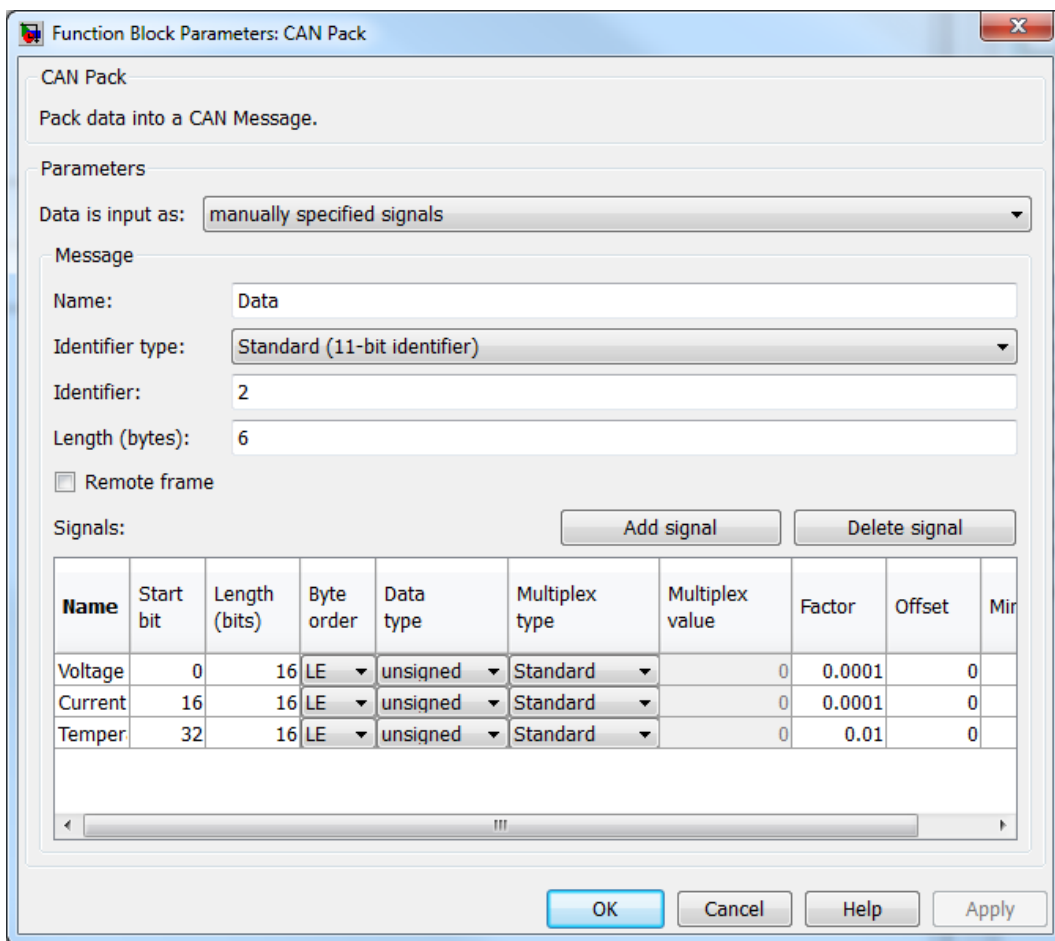 Function Block Parameters: CAN Pack
CAN Pack
Pack data into a CAN Message.
Parameters
Data is input as: manually specified signals
Message
Name: Data
Identifier type: Standard (11-bit identifier)
Identifier: 2
Length (bytes): 6
Remote frame
Signals: Add signal Delete signal
Name Start bit Length (bits) Byte order Data type Multiplex type Multiplex value Factor Offset Mir
Voltage 0 16 LE unsigned Standard 0 0.0001 0
Current 16 16 LE unsigned Standard 0 0.0001 0
Temper 32 16 LE unsigned Standard 0 0.01 0
OK Cancel Help Apply